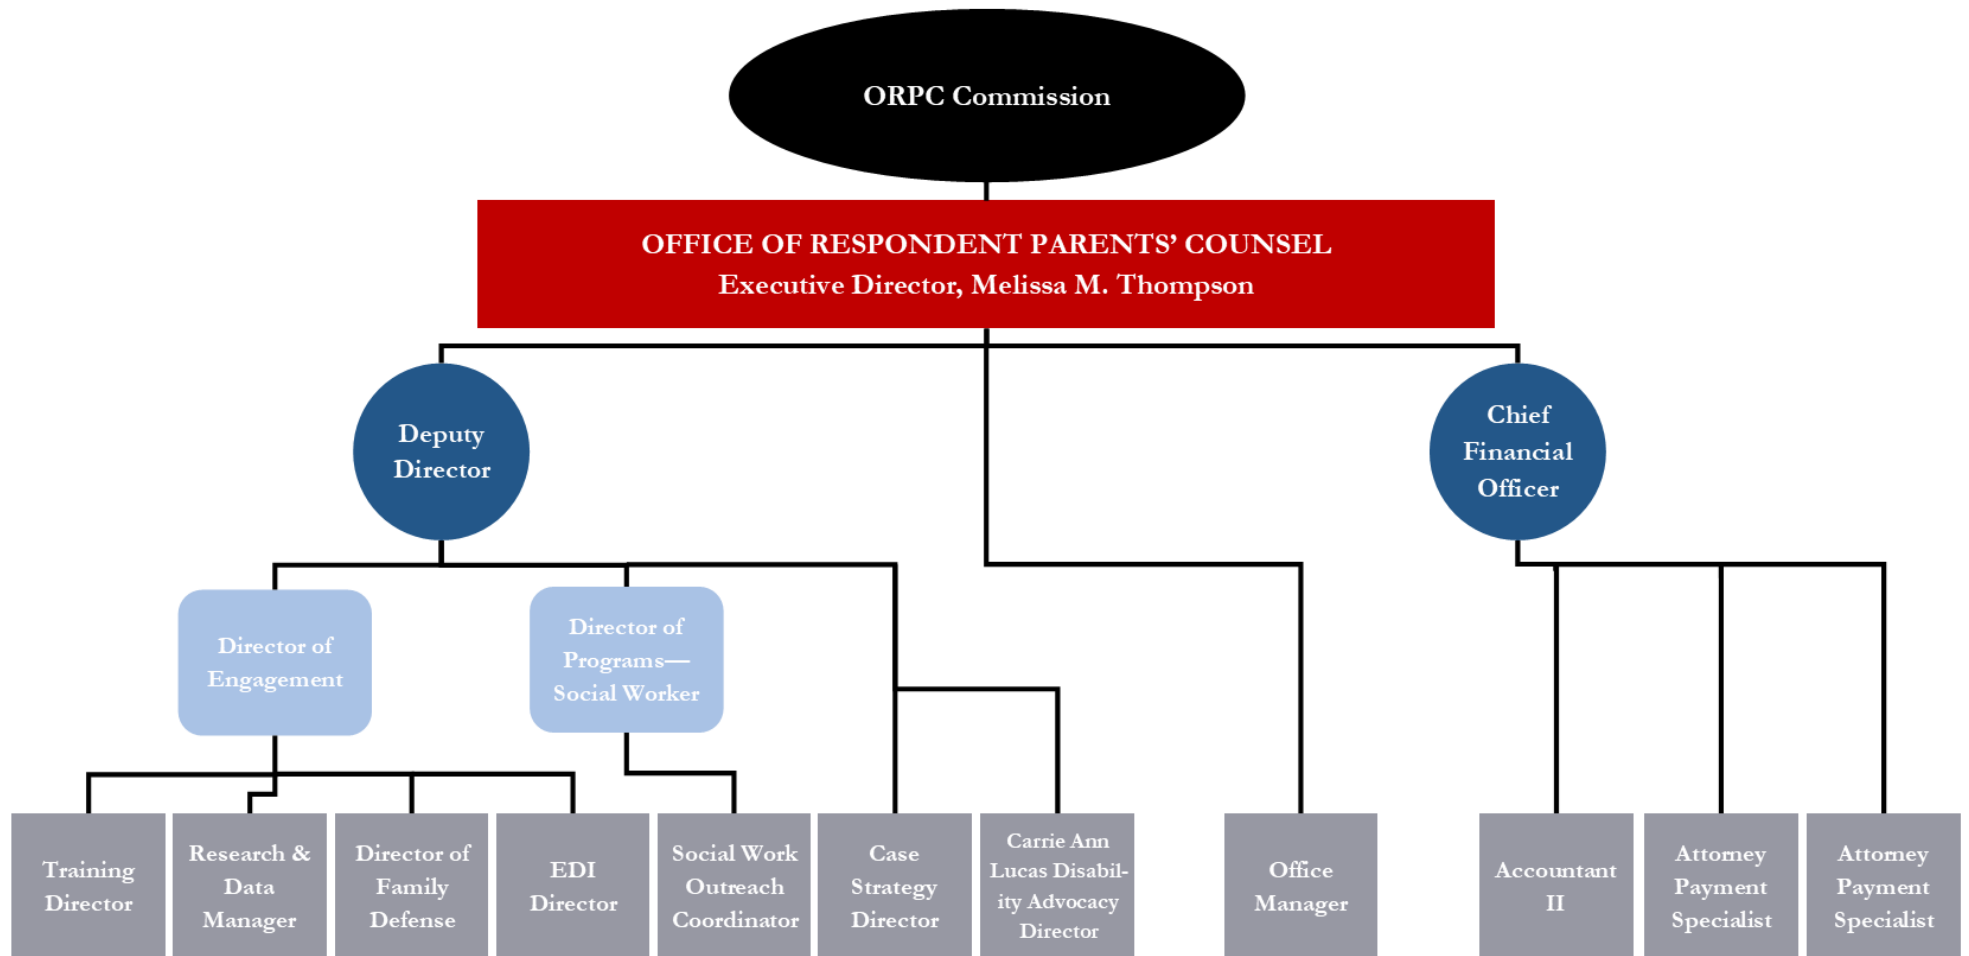 ORPC Commission
OFFICE OF RESPONDENT PARENTS’ COUNSEL
Executive Director, Melissa M. Thompson
Deputy
Director
Chief
Financial
Officer
Director of
Engagement
Director of
Programs—
Social Worker
Training
Director
Research &
Data
Manager
Director of
Family
Defense
EDI
Director
Social Work
Outreach
Coordinator
Case
Strategy
Director
Carrie Ann
Lucas Disabil-
ity Advocacy
Director
Office
Manager
Accountant
II
Attorney
Payment
Specialist
Attorney
Payment
Specialist